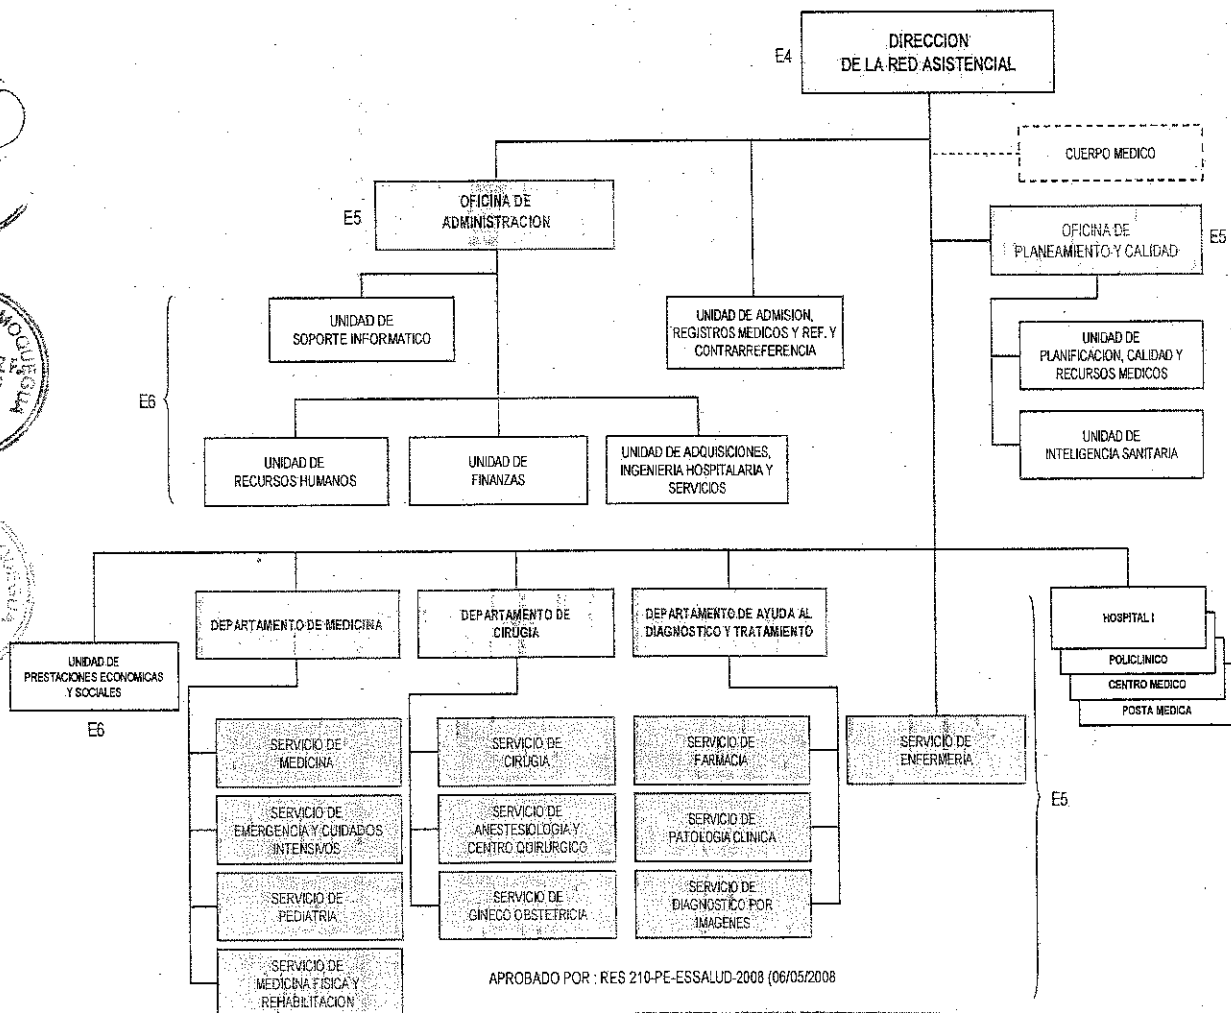 DIRECCION
DE LA RED ASISTENCIAL
E4
CUERPO MEDICO
OFICINA DE
ADMINISTRACION
E5
OFICINA DE
PLANEAMIENTO Y CALIDAD
E5
UNIDAD DE
SOPORTE INFORMATICO
UNIDAD DE ADMISION,
REGISTROS MEDICOS Y REF. Y
CONTRARREFERENCIA
UNIDAD DE
PLANIFICACION, CALIDAD Y
RECURSOS MEDICOS
E6
UNIDAD DE
RECURSOS HUMANOS
UNIDAD DE
FINANZAS
UNIDAD DE ADQUISICIONES,
INGENIERIA HOSPITALARIA Y
SERVICIOS
UNIDAD DE
INTELIGENCIA SANITARIA
MOQUEGUA
UNIDAD DE
PRESTACIONES ECONOMICAS
Y SOCIALES
E6
DEPARTAMENTO DE MEDICINA
DEPARTAMENTO DE
CIRUGIA
DEPARTAMENTO DE AYUDA AL
DIAGNOSTICO Y TRATAMIENTO
HOSPITAL I
POLICLINICO
CENTRO MEDICO
POSTA MEDICA
SERVICIO DE
MEDICINA
SERVICIO DE
CIRUGIA
SERVICIO DE
FARMACIA
SERVICIO DE
ENFERMERIA
E5
SERVICIO DE
EMERGENCIA Y CUIDADOS
INTENSIVOS
SERVICIO DE
ANESTESIOLOGIA Y
CENTRO QUIRURGICO
SERVICIO DE
PATOLOGIA CLINICA
SERVICIO DE
PEDIATRIA
SERVICIO DE
GINECO OBSTETRICIA
SERVICIO DE
DIAGNOSTICO POR
IMAGENES
SERVICIO DE
MEDICINA FISICA Y
REHABILITACION
APROBADO POR : RES 210-PE-ESSALUD-2008 (06/05/2008